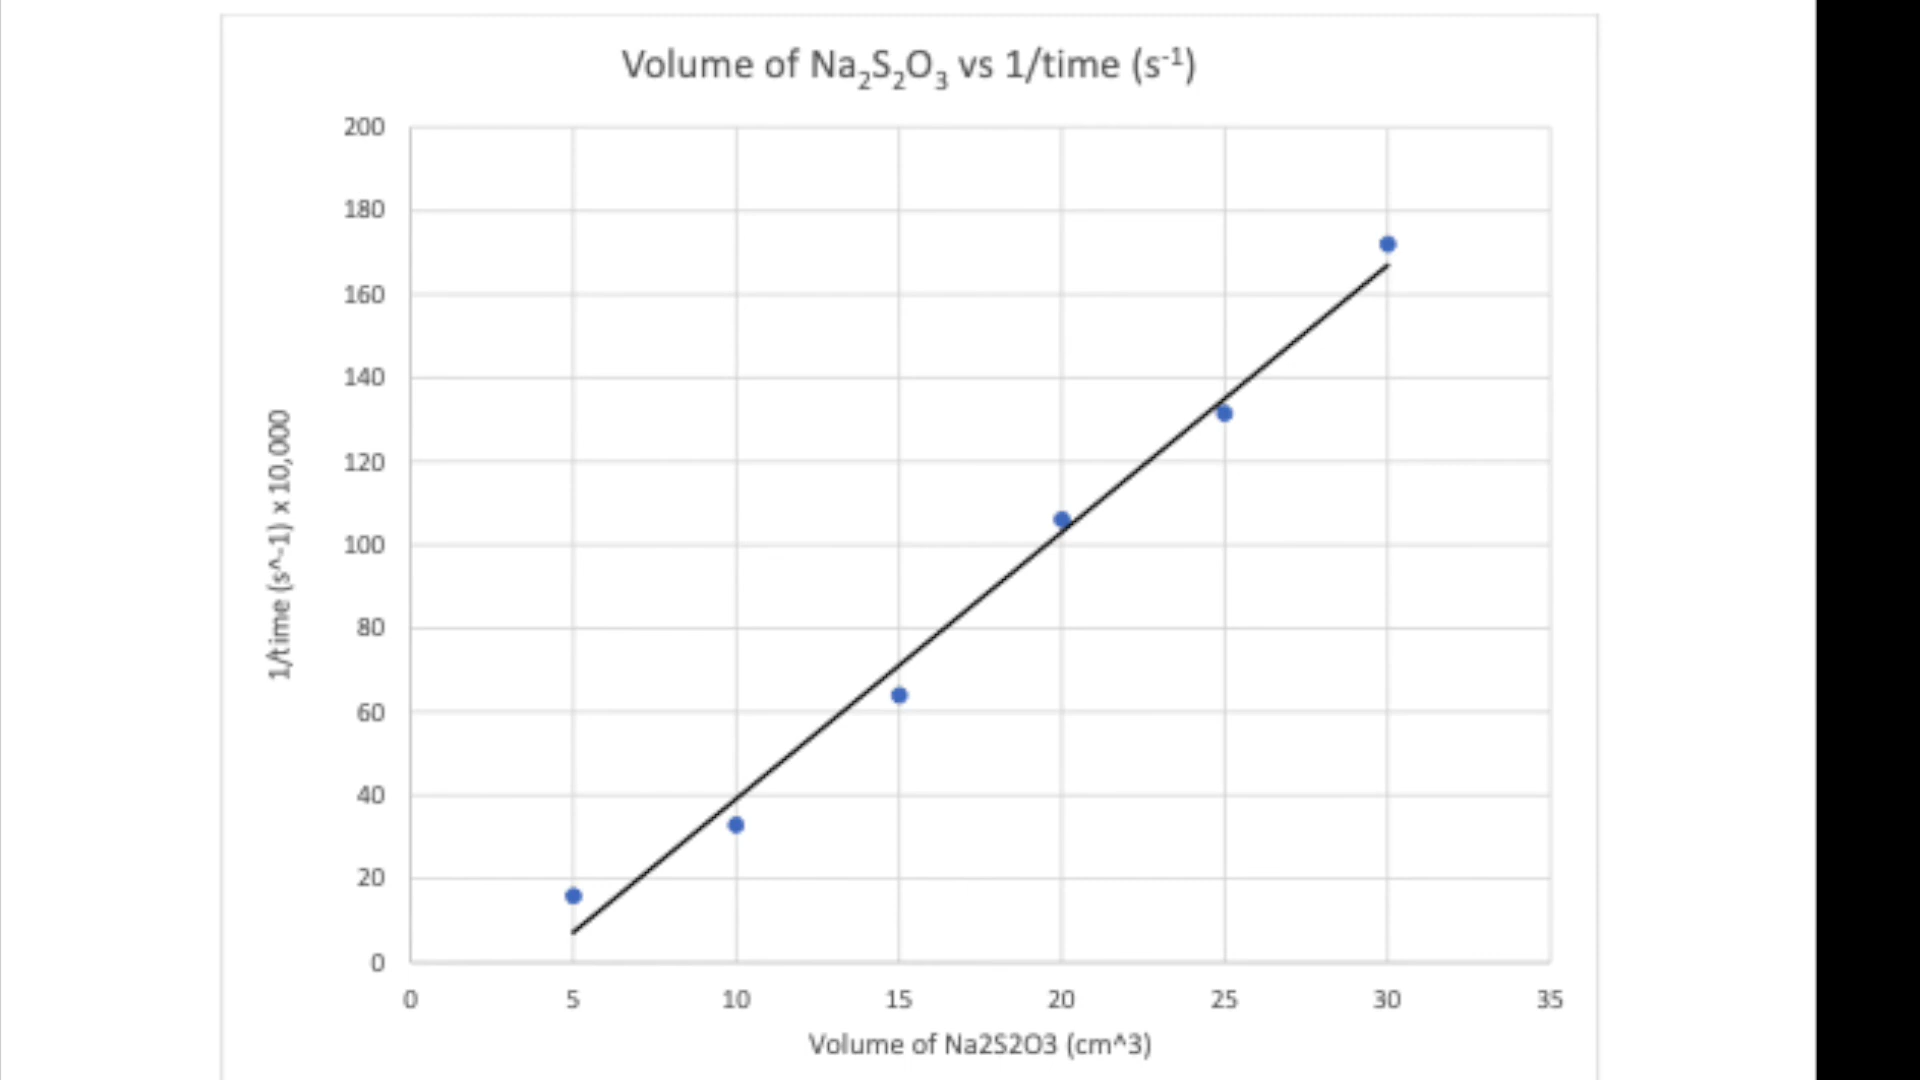 Volume of Na₂S₂O₃ vs 1/time (s⁻¹)
200
180
160
140
120
100
80
60
40
20
0
1/time (s^-1) x 10,000
0 5 10 15 20 25 30 35
Volume of Na2S2O3 (cm^3)